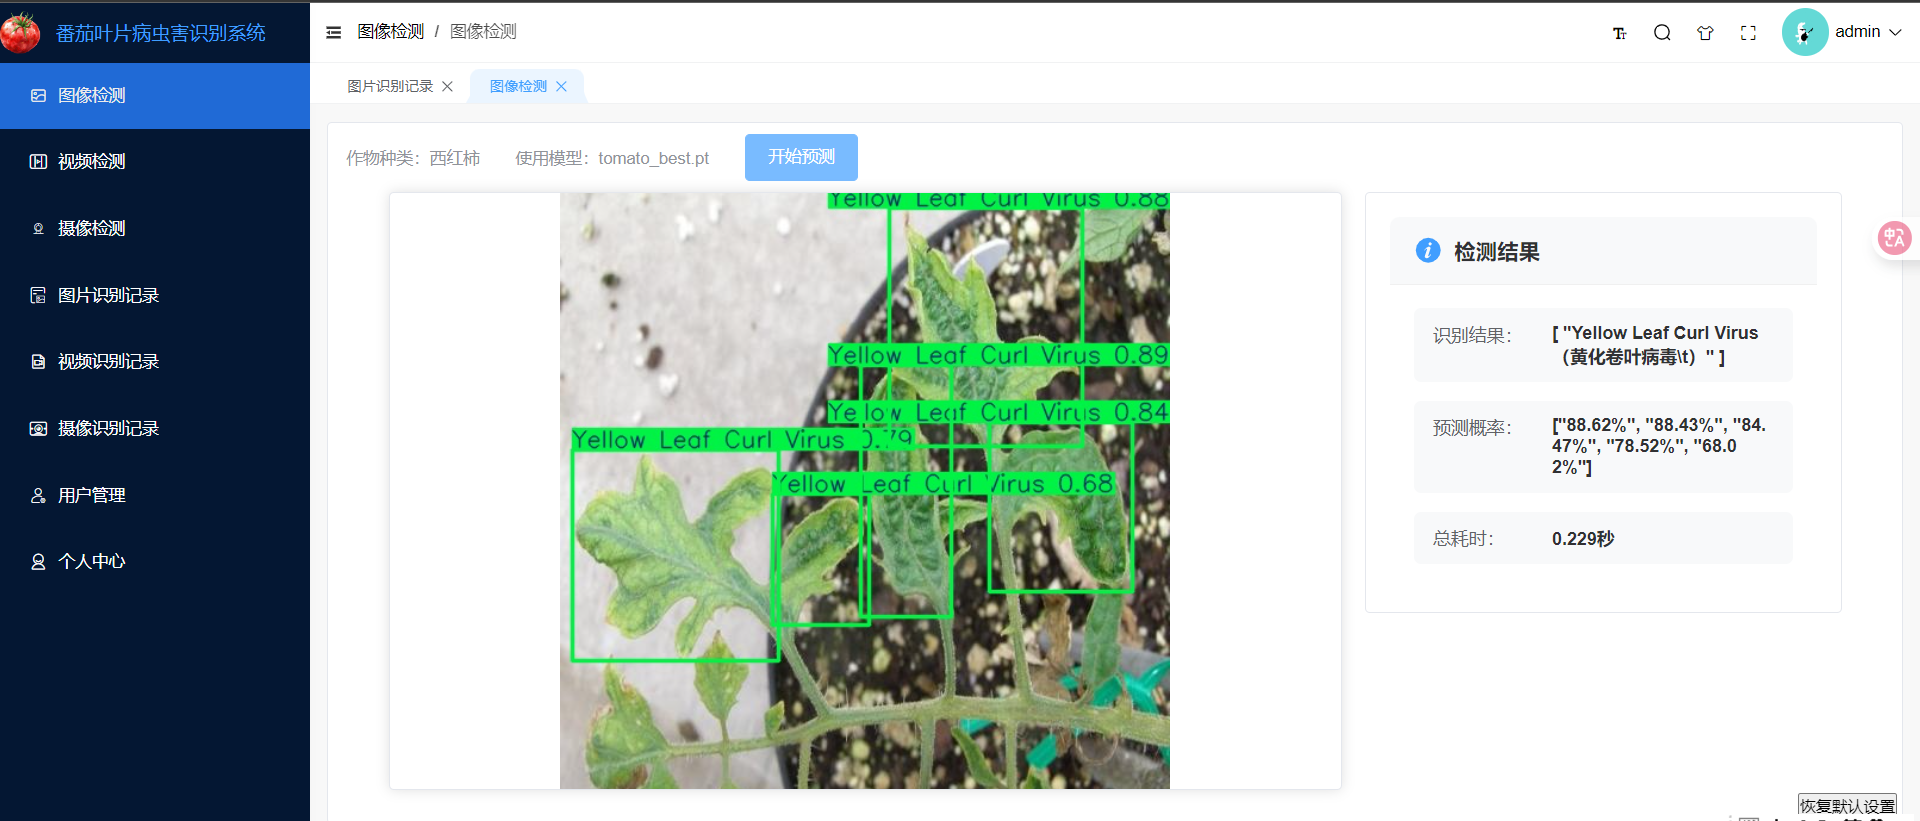 番茄叶片病虫害识别系统
图像检测
视频检测
摄像检测
图片识别记录
视频识别记录
摄像识别记录
用户管理
个人中心
图像检测 / 图像检测
admin
图片识别记录
图像检测
作物种类：西红柿 使用模型：tomato_best.pt 开始预测
Yellow Leaf Curl Virus 0.88
Yellow Leaf Curl Virus 0.89
Yellow Leaf Curl Virus 0.84
Yellow Leaf Curl Virus 0.79
Yellow Leaf Curl Virus 0.68
检测结果
识别结果： [ "Yellow Leaf Curl Virus
（黄化卷叶病毒\t）" ]
预测概率： ["88.62%", "88.43%", "84.
47%", "78.52%", "68.0
2%"]
总耗时： 0.229秒
恢复默认设置